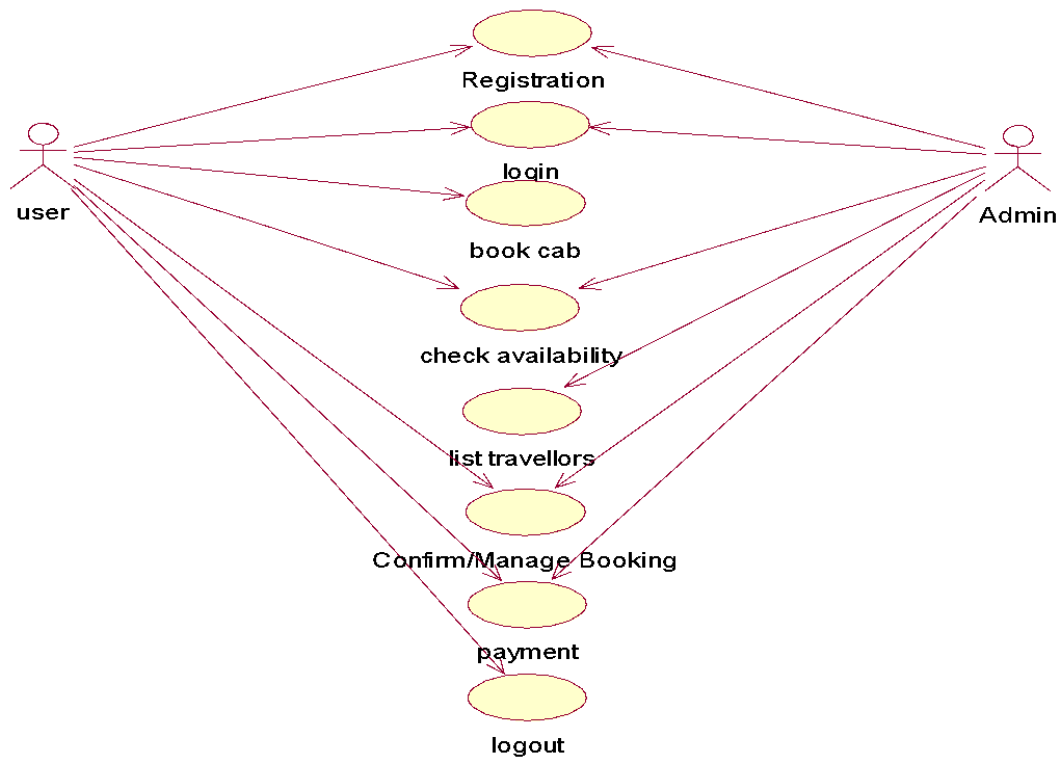 Registration
login
user
Admin
book cab
check availability
list travellors
Confirm/Manage Booking
payment
logout